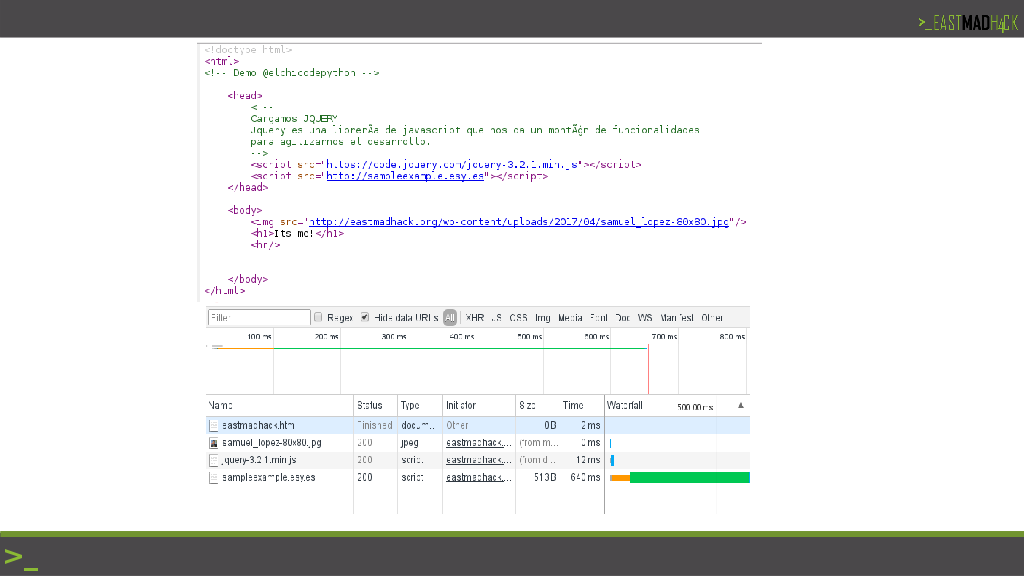 >_EASTMADH4CK
<!doctype html>
<html>
<!-- Demo @elchicodepython -->
<head>
<!--
Cargamos JQUERY
Jquery es una librerÃa de javascript que nos da un montÃ³n de funcionalidades
para agilizarnos el desarrollo.
-->
<script src="https://code.jquery.com/jquery-3.2.1.min.js"></script>
<script src="http://sampleexample.esy.es"></script>
</head>
<body>
<img src="http://eastmadhack.org/wp-content/uploads/2017/04/samuel_lopez-80x80.jpg"/>
<h1>Its me!</h1>
<hr/>
</body>
</html>
Filter Regex Hide data URLs All XHR JS CSS Img Media Font Doc WS Manifest Other
100 ms 200 ms 300 ms 400 ms 500 ms 600 ms 700 ms 800 ms
Name Status Type Initiator Size Time Waterfall 500.00 ms ▲
eastmadhack.htm Finished docum... Other 0 B 2 ms
samuel_lopez-80x80.jpg 200 jpeg eastmadhack.... (from m... 0 ms
jquery-3.2.1.min.js 200 script eastmadhack.... (from d... 12 ms
sampleexample.esy.es 200 script eastmadhack.... 513 B 640 ms
>_